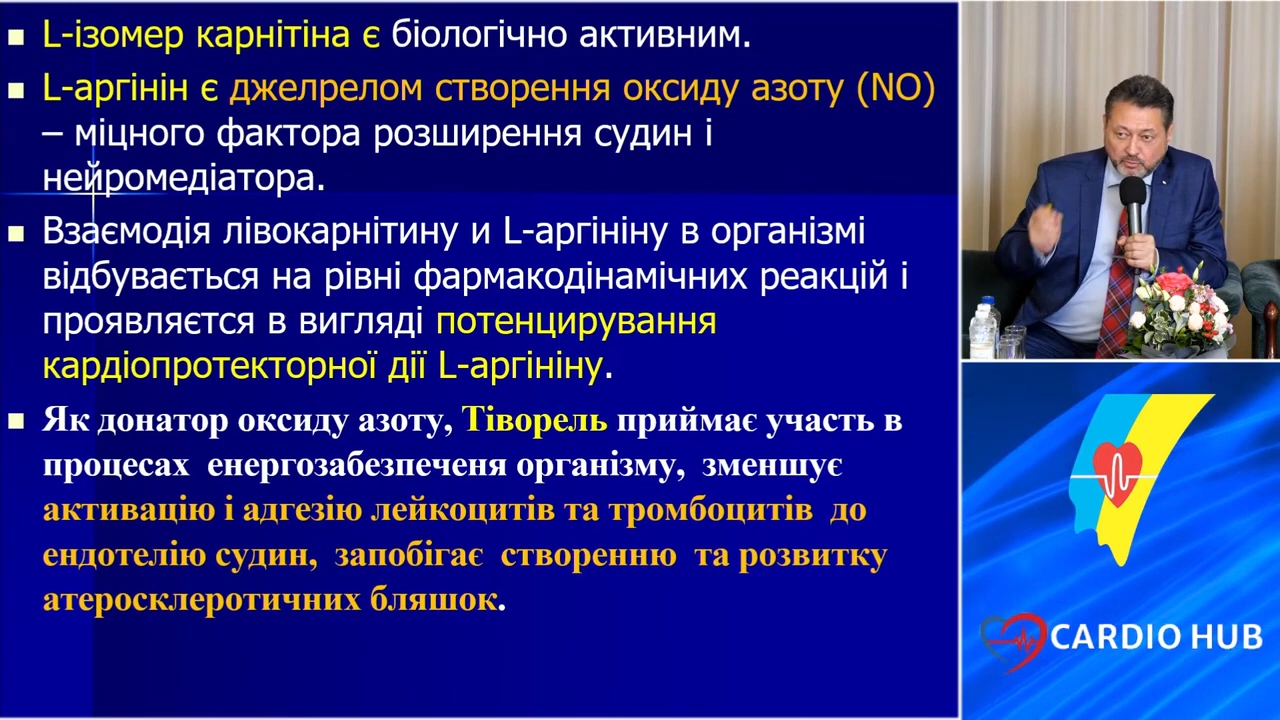 L-ізомер карнітіна є біологічно активним.
L-аргінін є джелрелом створення оксиду азоту (NO)
– міцного фактора розширення судин і
нейромедіатора.
Взаємодія лівокарнітину и L-аргініну в організмі
відбувається на рівні фармакодінамічних реакцій і
проявляєтся в вигляді потенцирування
кардіопротекторної дії L-аргініну.
Як донатор оксиду азоту, Тіворель приймає участь в
процесах енергозабезпеченя організму, зменшує
активацію і адгезію лейкоцитів та тромбоцитів до
ендотелію судин, запобігає створенню та розвитку
атеросклеротичних бляшок.
CARDIO HUB